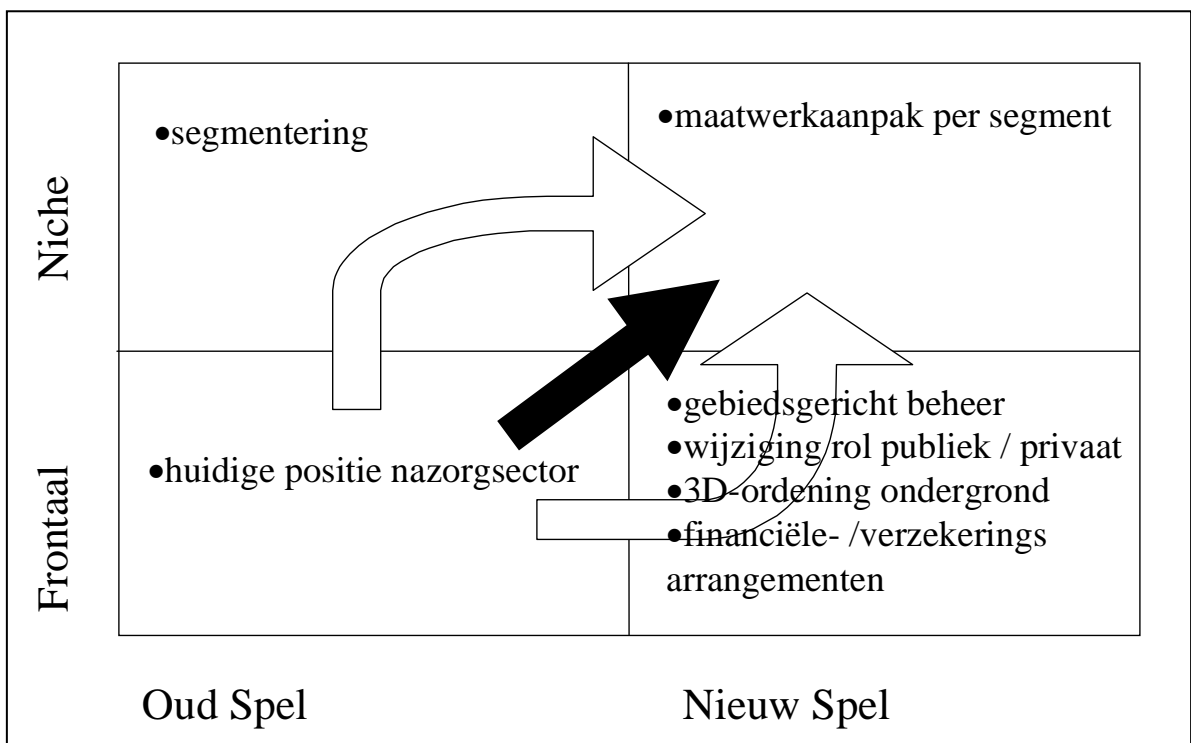 Niche
•segmentering
•maatwerkaanpak per segment
Frontaal
•huidige positie nazorgsector
•gebiedsgericht beheer
•wijziging rol publiek / privaat
•3D-ordening ondergrond
•financiële- /verzekerings
arrangementen
Oud Spel
Nieuw Spel